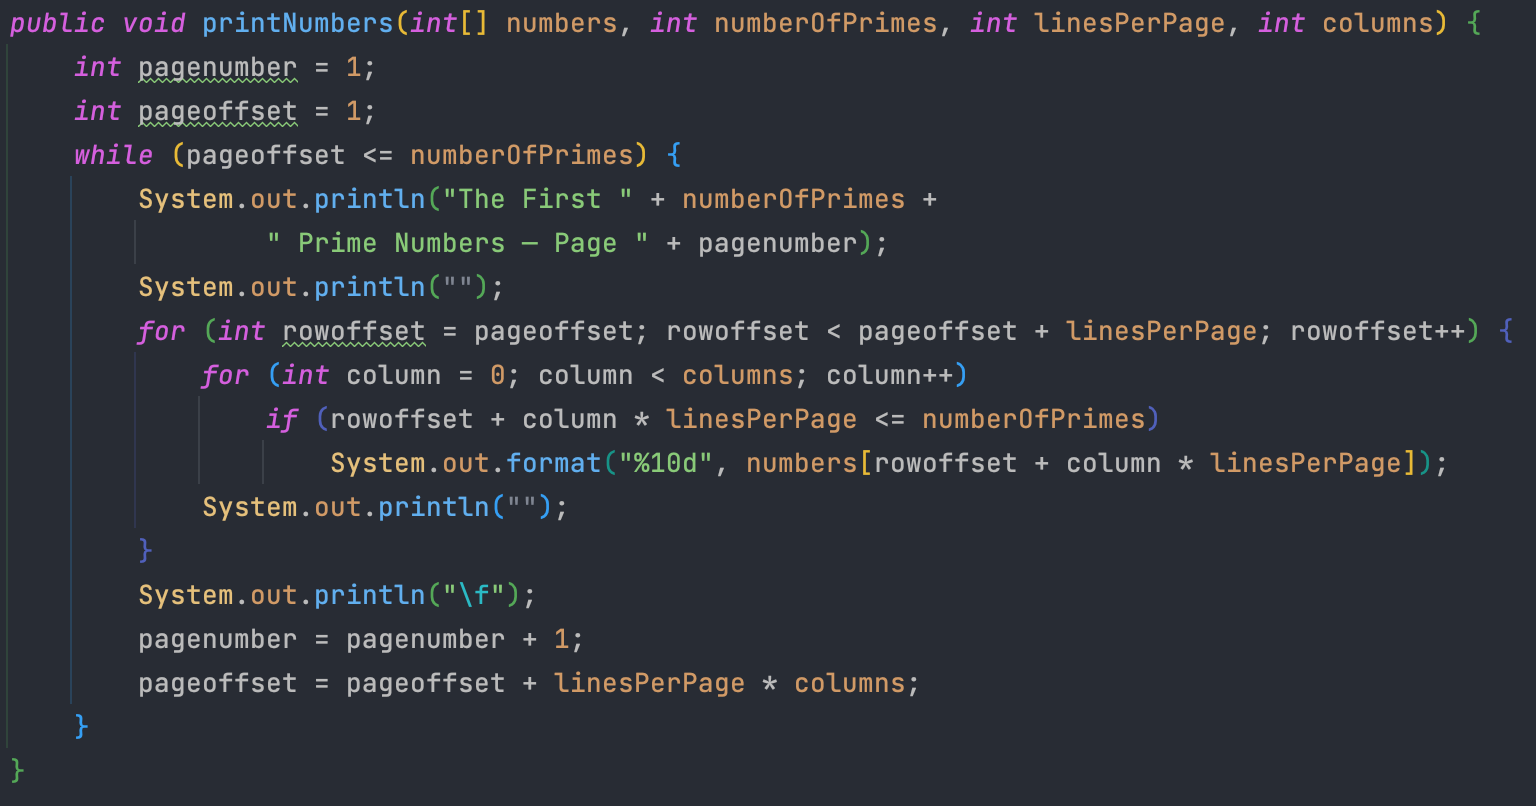 public void printNumbers(int[] numbers, int numberOfPrimes, int linesPerPage, int columns) {
    int pagenumber = 1;
    int pageoffset = 1;
    while (pageoffset <= numberOfPrimes) {
        System.out.println("The First " + numberOfPrimes +
                " Prime Numbers — Page " + pagenumber);
        System.out.println("");
        for (int rowoffset = pageoffset; rowoffset < pageoffset + linesPerPage; rowoffset++) {
            for (int column = 0; column < columns; column++)
                if (rowoffset + column * linesPerPage <= numberOfPrimes)
                    System.out.format("%10d", numbers[rowoffset + column * linesPerPage]);
            System.out.println("");
        }
        System.out.println("\f");
        pagenumber = pagenumber + 1;
        pageoffset = pageoffset + linesPerPage * columns;
    }
}